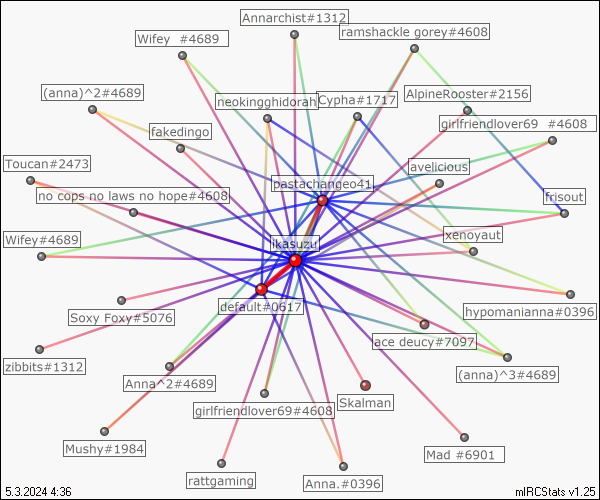 Annarchist#1312
ramshackle gorey#4608
Wifey  #4689
(anna)^2#4689
neokingghidorah
Cypha#1717
AlpineRooster#2156
girlfriendlover69  #4608
fakedingo
Toucan#2473
avelicious
pastachangeo41
no cops no laws no hope#4608
frisout
Wifey#4689
ikasuzu
xenoyaut
default#0617
hypomanianna#0396
Soxy Foxy#5076
ace deucy#7097
zibbits#1312
Anna^2#4689
(anna)^3#4689
girlfriendlover69#4608
Skalman
Mushy#1984
Mad #6901
rattgaming
Anna.#0396
5.3.2024 4:36
mIRCStats v1.25